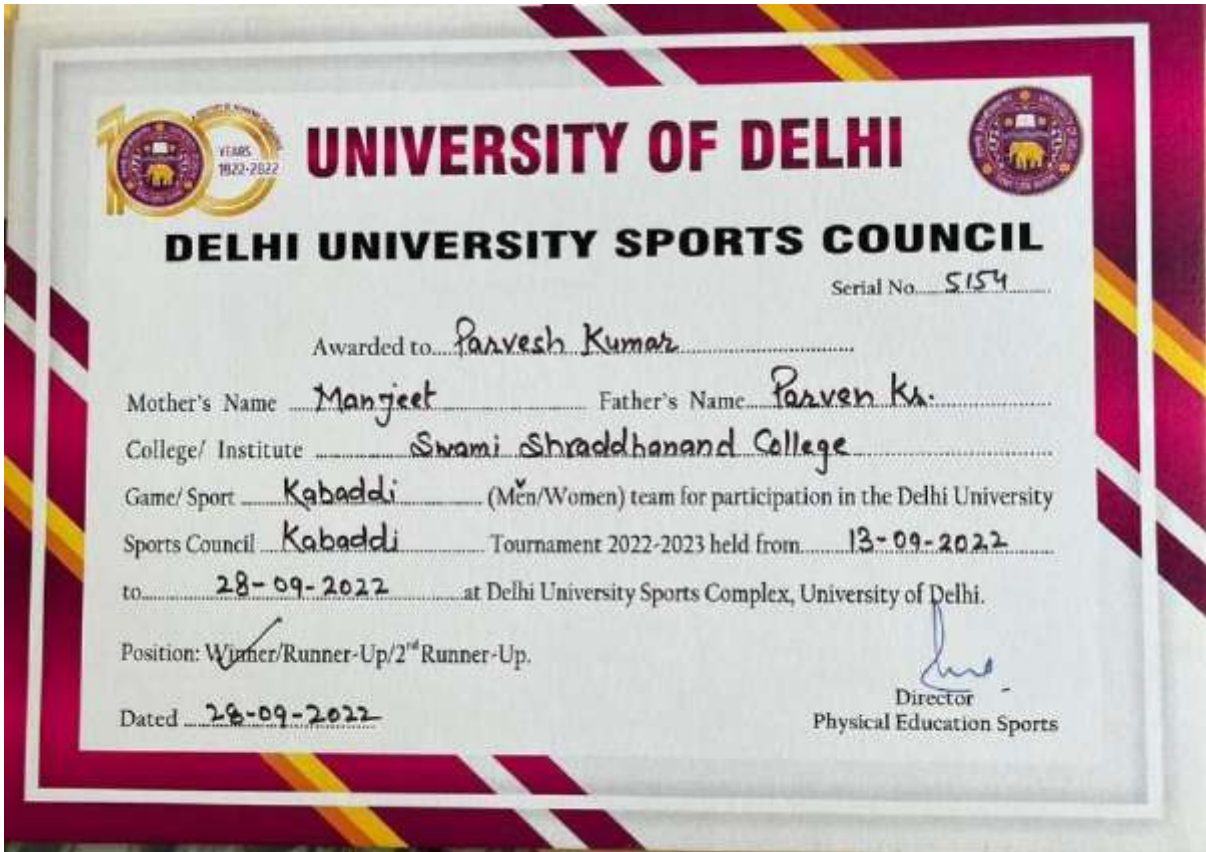 YEARS
1922-2022
UNIVERSITY OF DELHI
DELHI UNIVERSITY SPORTS COUNCIL
Serial No. 5154
Awarded to Parvesh Kumar
Mother's Name Manjeet Father's Name Parven Kr.
College/ Institute Swami Shraddhanand College
Game/ Sport Kabaddi (Men/Women) team for participation in the Delhi University
Sports Council Kabaddi Tournament 2022-2023 held from 13-09-2022
to 28-09-2022 at Delhi University Sports Complex, University of Delhi.
Position: Winner/Runner-Up/2rd Runner-Up.
Dated 28-09-2022
Director
Physical Education Sports